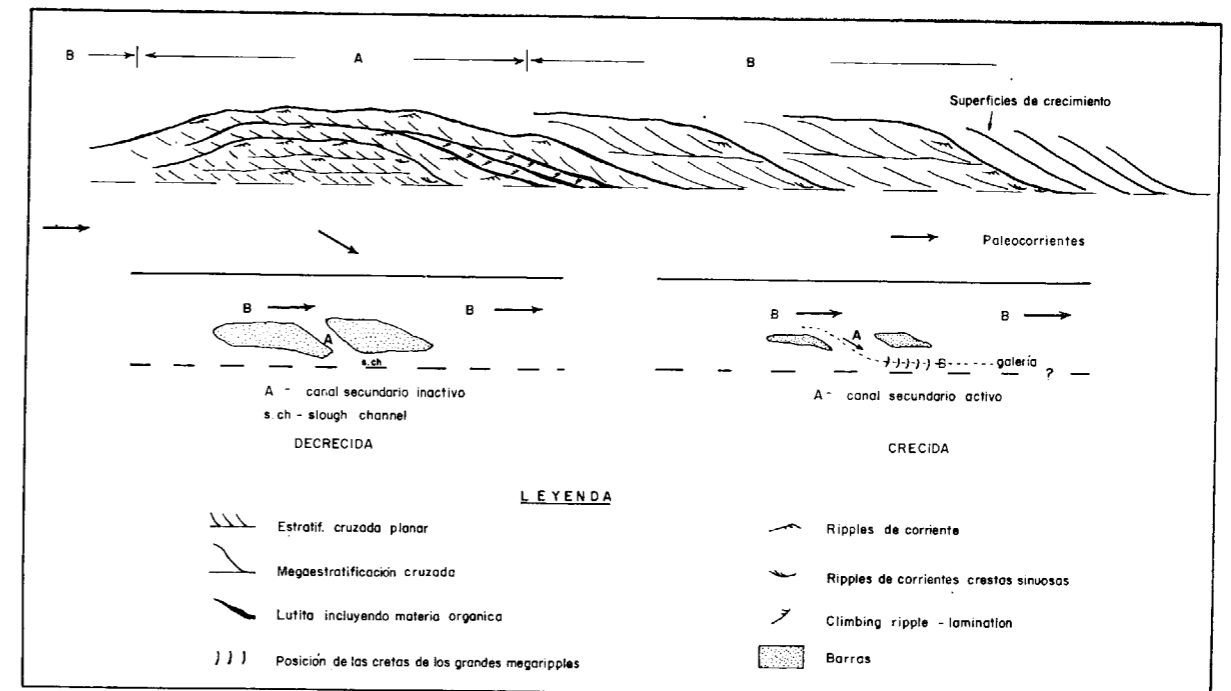 B
A
B
Superficies de crecimiento
Paleocorrientes
B
B
A
s.ch
A - canal secundario inactivo
s.ch - slough channel
DECRECIDA
B
B
A
B
galería
?
A - canal secundario activo
CRECIDA
LEYENDA
Estratif. cruzada planar
Megaestratificación cruzada
Lutita incluyendo materia organica
Posición de las cretas de los grandes megaripples
Ripples de corriente
Ripples de corrientes crestas sinuosas
Climbing ripple - lamination
Barras